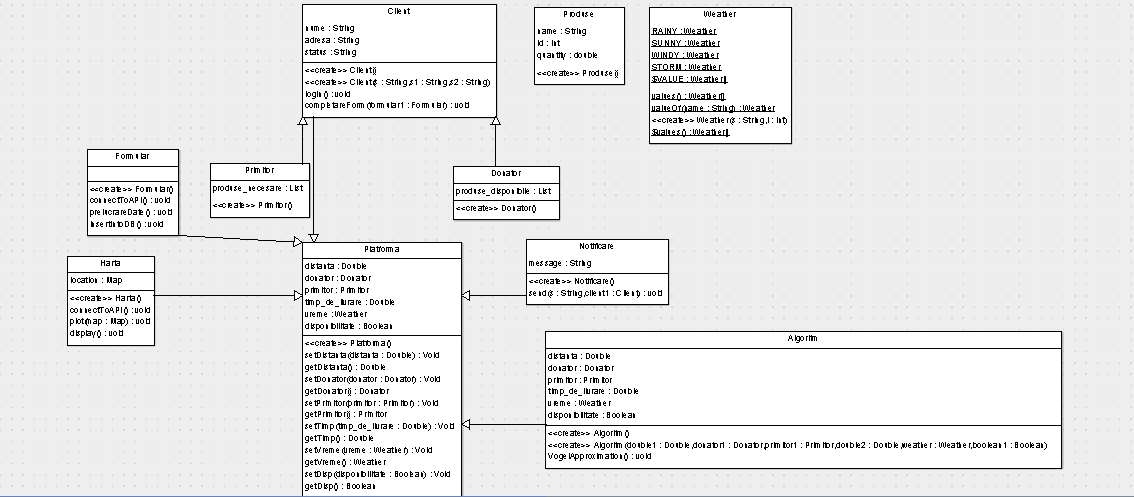 Client
nume : String
adresa : String
status : String
<<create>> Client()
<<create>> Client(s : String,s1 : String,s2 : String)
login() : void
completareForm(formular1 : Formular) : void
Produse
name : String
id : int
quantity : double
<<create>> Produse()
Weather
RAINY : Weather
SUNNY : Weather
WINDY : Weather
STORM : Weather
$VALUE : Weather[]
values() : Weather[]
valueOf(name : String) : Weather
<<create>> Weather(s : String,i : int)
$values() : Weather[]
Formular
<<create>> Formular()
connectToAPI() : void
prelucrareDate() : void
insertIntoDB() : void
Primitor
produse_necesare : List
<<create>> Primitor()
Donator
produse_disponibile : List
<<create>> Donator()
Harta
location : Map
<<create>> Harta()
connectToAPI() : void
plot(map : Map) : void
display() : void
Platforma
distanta : Double
donator : Donator
primitor : Primitor
timp_de_livrare : Double
vreme : Weather
disponibilitate : Boolean
<<create>> Platforma()
setDistanta(distanta : Double) : Void
getDistanta() : Double
setDonator(donator : Donator) : Void
getDonator() : Donator
setPrimitor(primitor : Primitor) : Void
getPrimitor() : Primitor
setTimp(timp_de_livrare : Double) : Void
getTimp() : Double
setVreme(vreme : Weather) : Void
getVreme() : Weather
setDisp(disponibilitate : Boolean) : Void
getDisp() : Boolean
Notificare
message : String
<<create>> Notificare()
send(s : String,client1 : Client) : void
Algoritm
distanta : Double
donator : Donator
primitor : Primitor
timp_de_livrare : Double
vreme : Weather
disponibilitate : Boolean
<<create>> Algoritm()
<<create>> Algoritm(double1 : Double,donator1 : Donator,primitor1 : Primitor,double2 : Double,weather : Weather,boolean1 : Boolean)
VogelApproximation() : void